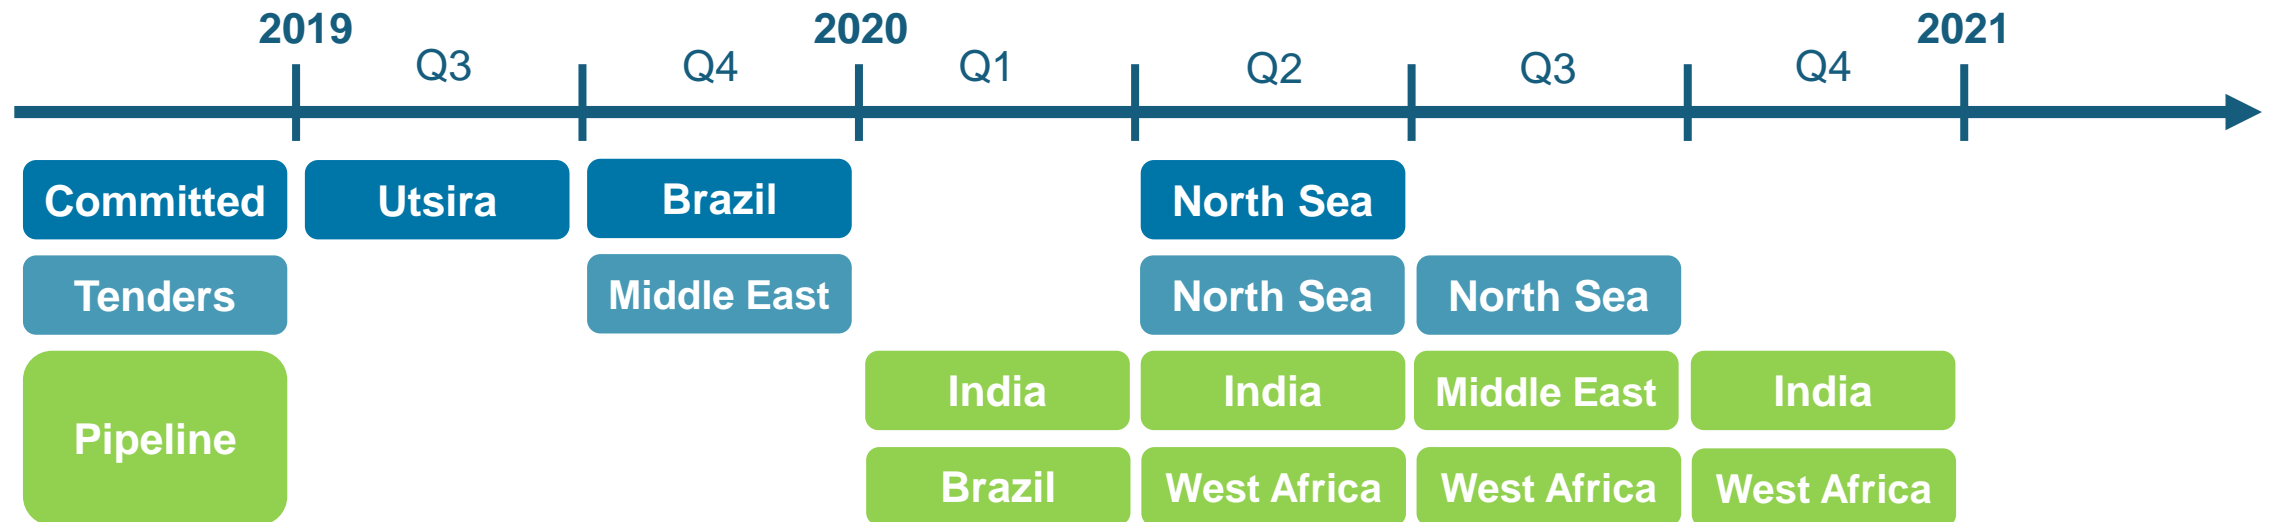 2019 2020 2021
Q3 Q4 Q1 Q2 Q3 Q4
Committed Utsira Brazil North Sea
Tenders Middle East North Sea North Sea
India India Middle East India
Pipeline
Brazil West Africa West Africa West Africa